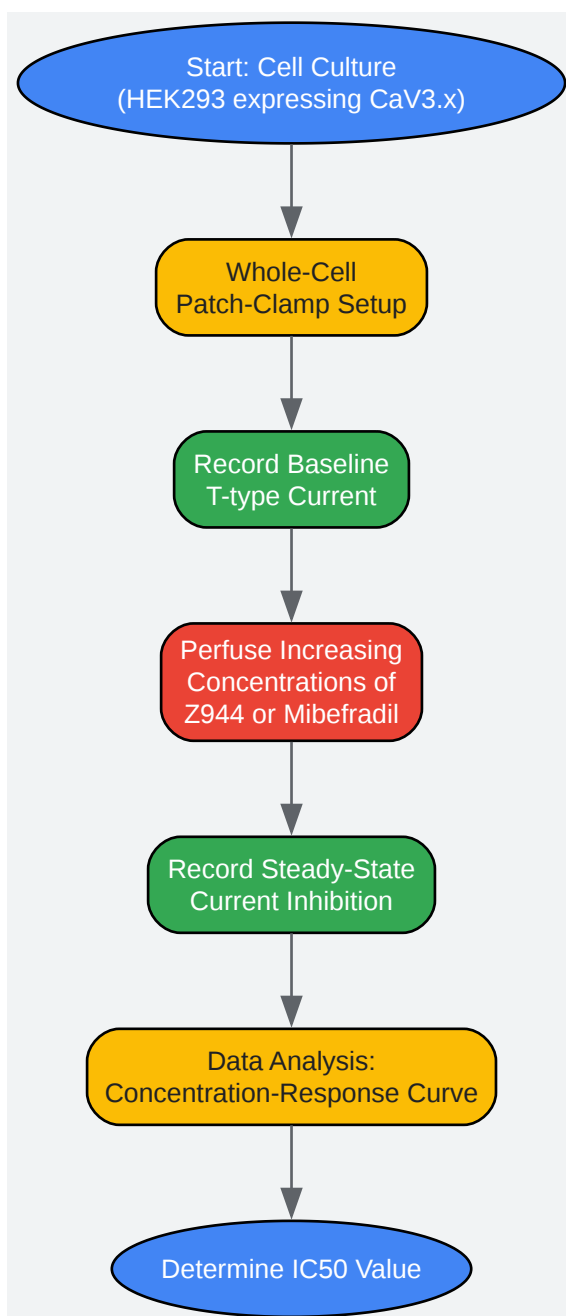 Start: Cell Culture
(HEK293 expressing CaV3.x)
Whole-Cell
Patch-Clamp Setup
Record Baseline
T-type Current
Perfuse Increasing
Concentrations of
Z944 or Mibefradil
Record Steady-State
Current Inhibition
Data Analysis:
Concentration-Response Curve
Determine IC50 Value